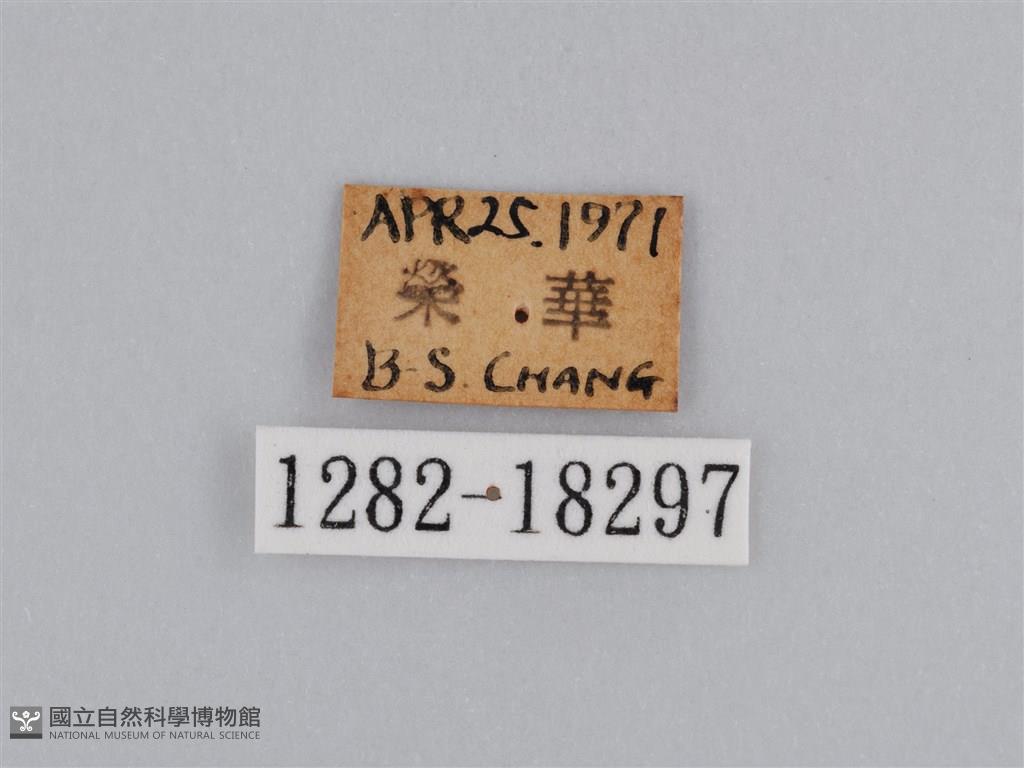 APR 25. 1971
榮 華
B-S. CHANG
1282-18297
國立自然科學博物館
NATIONAL MUSEUM OF NATURAL SCIENCE